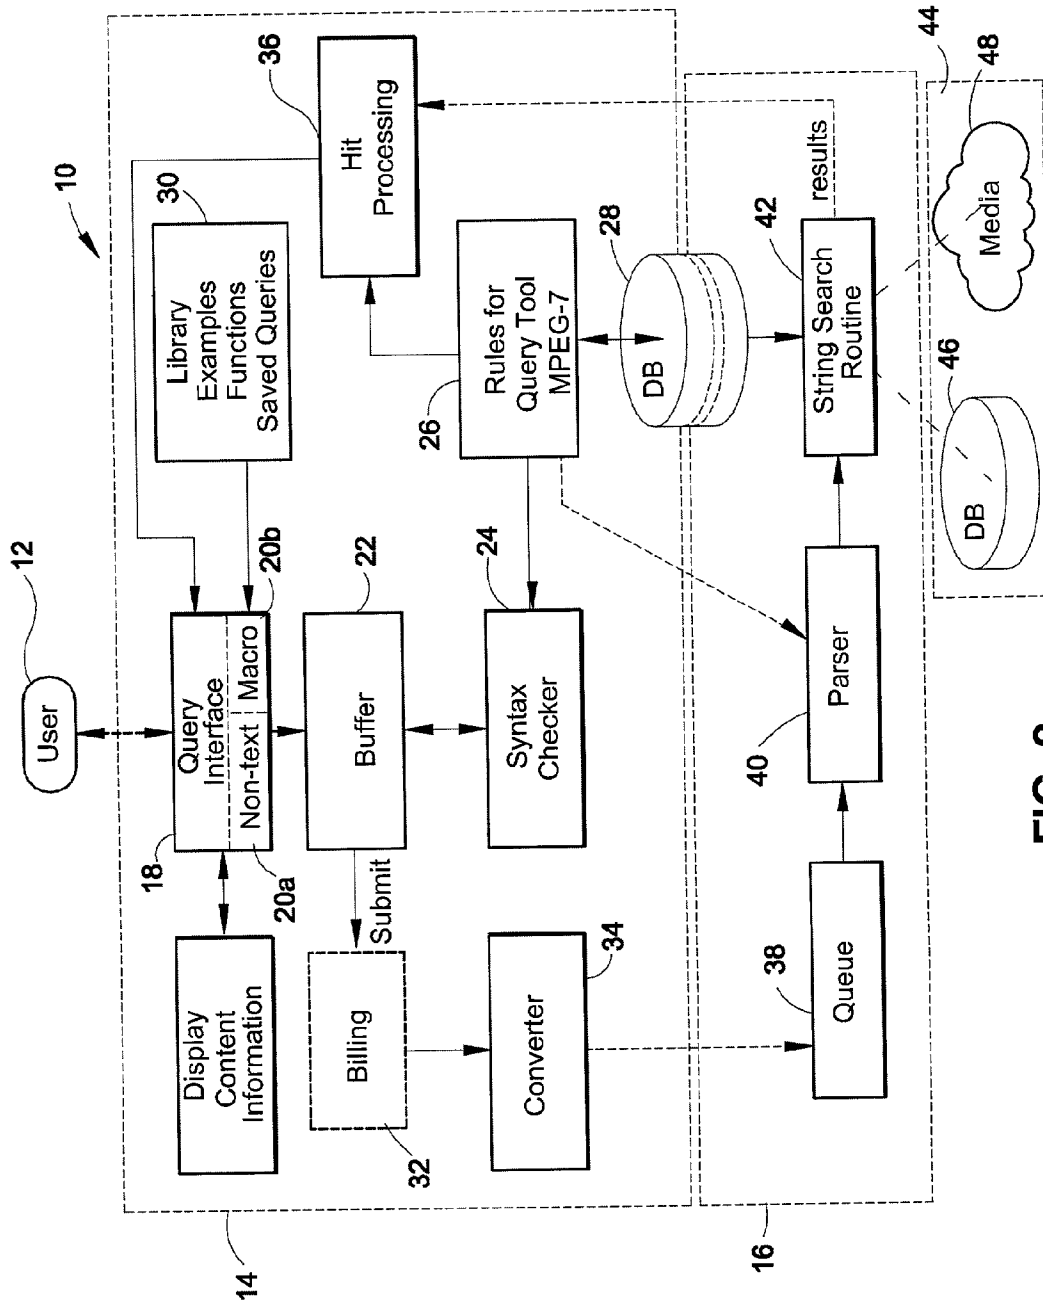 12
User
10
14
18
Display
Content
Information
Query
Interface
Non-text
Macro
20a
20b
30
Library
Examples
Functions
Saved Queries
36
Hit
Processing
32
Billing
Submit
22
Buffer
24
Syntax
Checker
26
Rules for
Query Tool
MPEG-7
34
Converter
28
DB
16
38
Queue
40
Parser
42
String Search
Routine
results
44
46
DB
48
Media
FIG.